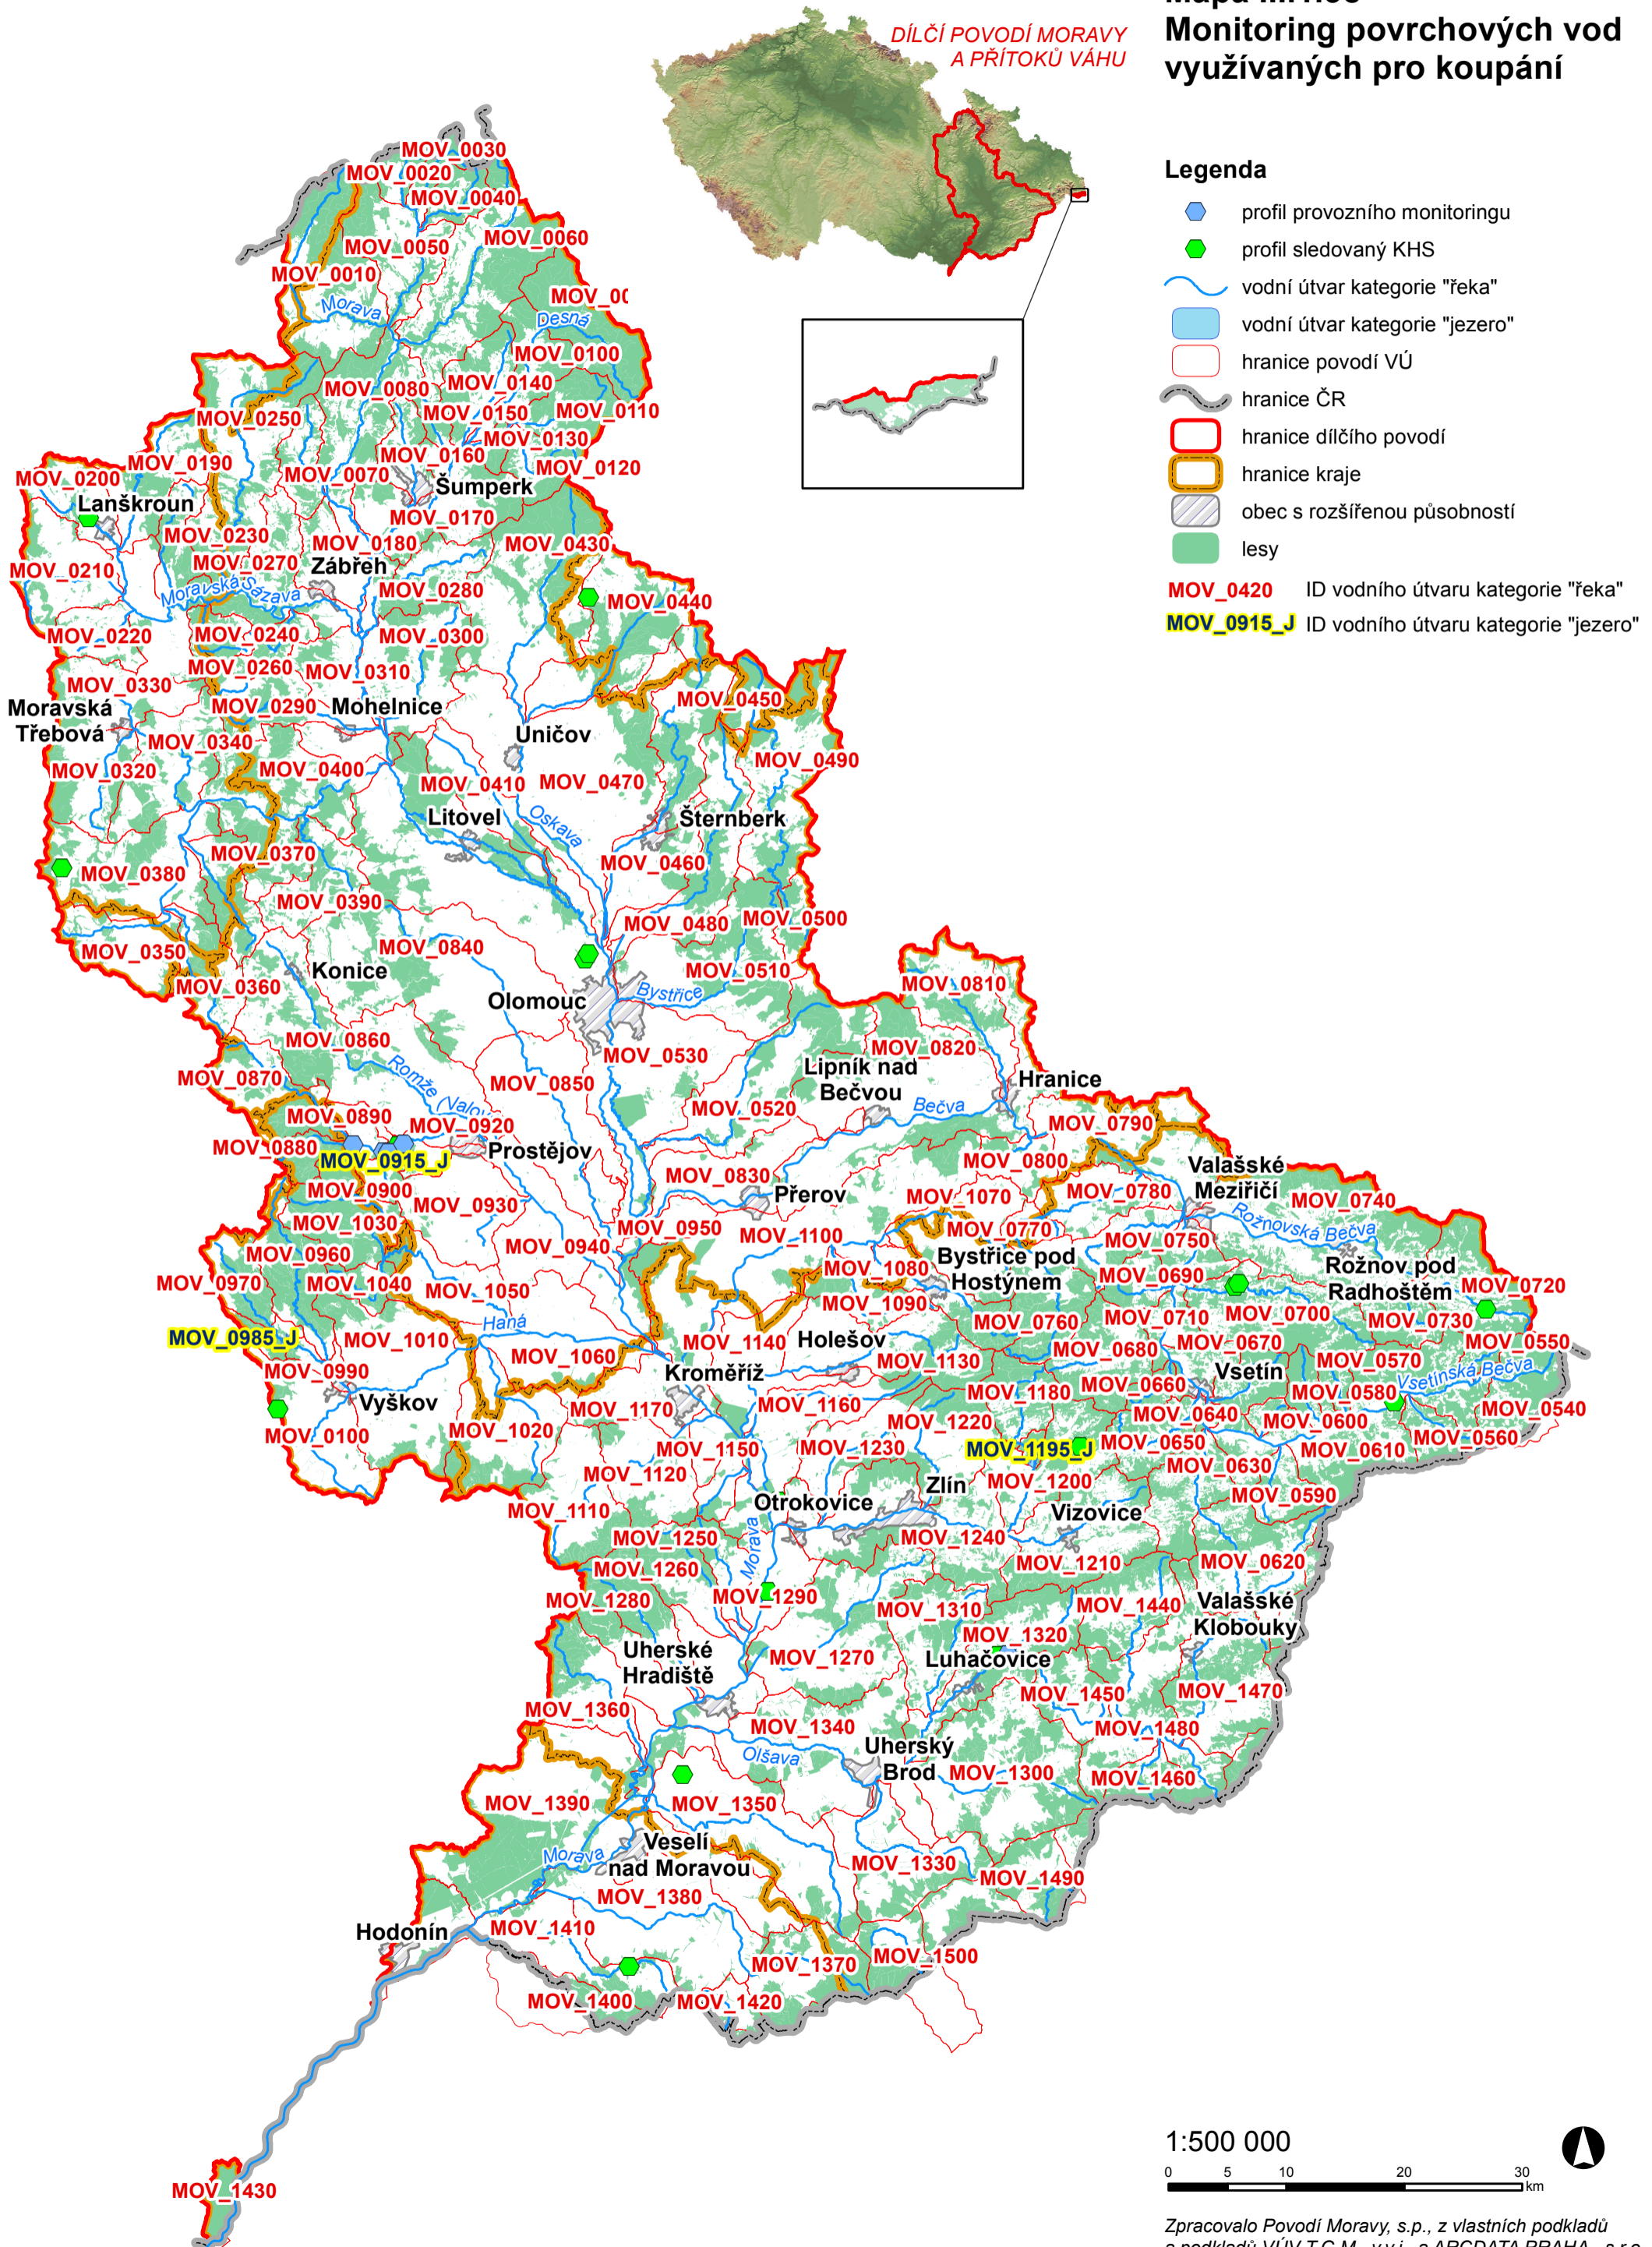 Monitoring povrchových vod
využívaných pro koupání
DÍLČÍ POVODÍ MORAVY
A PŘÍTOKŮ VÁHU
Legenda
profil provozního monitoringu
profil sledovaný KHS
vodní útvar kategorie "řeka"
vodní útvar kategorie "jezero"
hranice povodí VÚ
hranice ČR
hranice dílčího povodí
hranice kraje
obec s rozšířenou působností
lesy
MOV_0420 ID vodního útvaru kategorie "řeka"
MOV_0915_J ID vodního útvaru kategorie "jezero"
MOV_0030
MOV_0020
MOV_0040
MOV_0060
MOV_0050
MOV_0010
Morava
Desná
MOV_0100
MOV_0080
MOV_0140
MOV_0250
MOV_0150
MOV_0110
MOV_0130
MOV_0190
MOV_0160
MOV_0200
MOV_0070
MOV_0120
Šumperk
Lanškroun
MOV_0170
MOV_0230
MOV_0180
MOV_0430
MOV_0210
MOV_0270
Zábřeh
Moravská Sázava
MOV_0280
MOV_0440
MOV_0220
MOV_0240
MOV_0300
MOV_0260
MOV_0310
MOV_0330
MOV_0450
Moravská
Třebová
MOV_0290
Mohelnice
MOV_0340
Uničov
MOV_0320
MOV_0400
MOV_0490
MOV_0410
MOV_0470
Litovel
Oskava
Šternberk
MOV_0370
MOV_0380
MOV_0460
MOV_0390
MOV_0480
MOV_0500
MOV_0350
MOV_0840
MOV_0360
Konice
MOV_0510
MOV_0810
Olomouc
Bystřice
MOV_0860
MOV_0530
MOV_0820
MOV_0870
MOV_0850
Lipník nad
Bečvou
Hranice
MOV_0890
MOV_0520
Bečva
MOV_0920
MOV_0790
MOV_0880
MOV_0915_J
Prostějov
MOV_0800
Valašské
Meziříčí
MOV_0900
MOV_0830
MOV_0780
MOV_0740
MOV_0930
Přerov
MOV_1070
MOV_1030
MOV_0950
MOV_0770
Rožnovská Bečva
MOV_0960
MOV_0940
MOV_1100
MOV_0750
Bystřice pod
Hostýnem
MOV_0970
MOV_1040
MOV_1080
MOV_0690
Rožnov pod
Radhoštěm
MOV_0720
MOV_1050
MOV_1090
MOV_0710
MOV_0700
MOV_0730
Haná
MOV_0760
MOV_0985_J
MOV_1010
MOV_1140
Holešov
MOV_0670
MOV_0550
MOV_1060
MOV_1130
MOV_0680
MOV_0570
MOV_0990
Kroměříž
Vsetín
Vsetínská Bečva
MOV_1180
MOV_0660
MOV_0580
Vyškov
MOV_1170
MOV_1160
MOV_0540
MOV_0640
MOV_0600
MOV_0100
MOV_1020
MOV_1220
MOV_0560
MOV_1150
MOV_1230
MOV_1195_J
MOV_0650
MOV_0610
MOV_1120
MOV_0630
MOV_1200
Zlín
MOV_0590
MOV_1110
Otrokovice
Vizovice
MOV_1250
MOV_1240
Morava
MOV_1260
MOV_1210
MOV_0620
MOV_1280
MOV_1290
MOV_1310
MOV_1440
Valašské
Klobouky
MOV_1320
Uherské
Hradiště
MOV_1270
Luhačovice
MOV_1450
MOV_1470
MOV_1360
MOV_1340
MOV_1480
Olšava
Uherský
Brod
MOV_1300
MOV_1460
MOV_1390
MOV_1350
Veselí
nad Moravou
Morava
MOV_1330
MOV_1490
MOV_1380
Hodonín
MOV_1410
MOV_1370
MOV_1500
MOV_1400
MOV_1420
MOV_1430
1:500 000
0 5 10 20 30
km
Zpracovalo Povodí Moravy, s.p., z vlastních podkladů